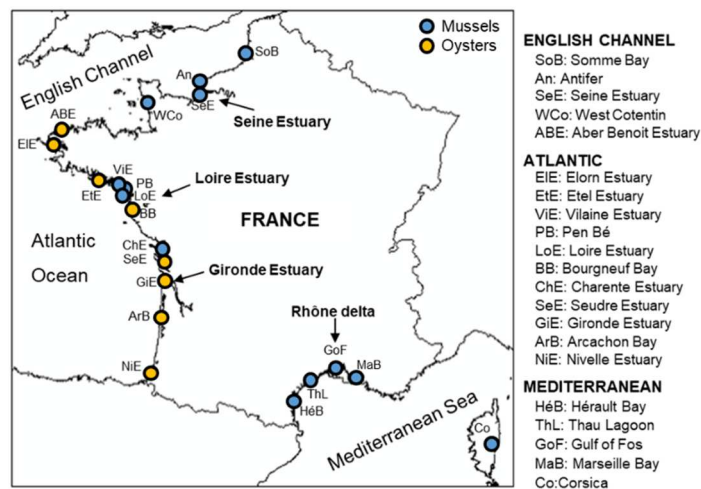 Mussels
Oysters
English Channel
SoB
An
SeE
WCo
Seine Estuary
ABE
ElE
ViE
PB
EtE
LoE
BB
Loire Estuary
FRANCE
Atlantic
Ocean
ChE
SeE
GiE
Gironde Estuary
ArB
NiE
Rhône delta
GoF
MaB
ThL
HéB
Mediterranean Sea
Co
ENGLISH CHANNEL
SoB: Somme Bay
An: Antifer
SeE: Seine Estuary
WCo: West Cotentin
ABE: Aber Benoit Estuary
ATLANTIC
ElE: Elorn Estuary
EtE: Etel Estuary
ViE: Vilaine Estuary
PB: Pen Bé
LoE: Loire Estuary
BB: Bourgneuf Bay
ChE: Charente Estuary
SeE: Seudre Estuary
GiE: Gironde Estuary
ArB: Arcachon Bay
NiE: Nivelle Estuary
MEDITERRANEAN
HéB: Hérault Bay
ThL: Thau Lagoon
GoF: Gulf of Fos
MaB: Marseille Bay
Co:Corsica